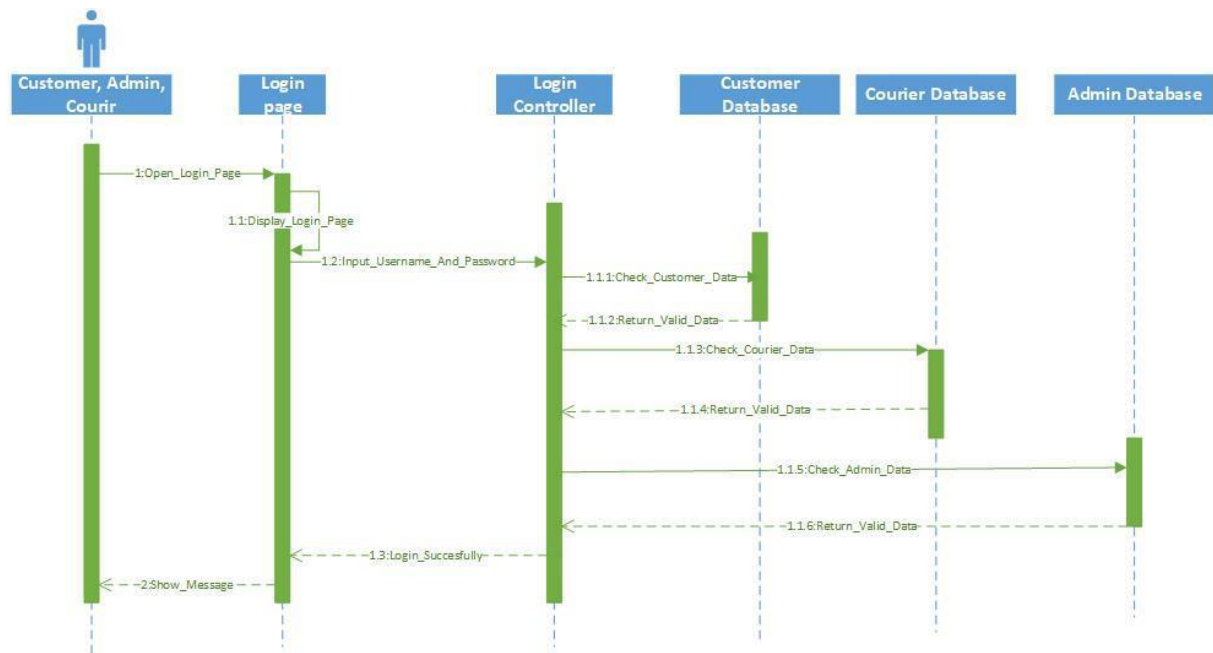 Customer, Admin,
Courir
Login
page
Login
Controller
Customer
Database
Courier Database
Admin Database
1:Open_Login_Page
1.1:Display_Login_Page
1.2:Input_Username_And_Password
1.1.1:Check_Customer_Data
1.1.2:Return_Valid_Data
1.1.3:Check_Courier_Data
1.1.4:Return_Valid_Data
1.1.5:Check_Admin_Data
1.1.6:Return_Valid_Data
1.3:Login_Succesfully
2:Show_Message